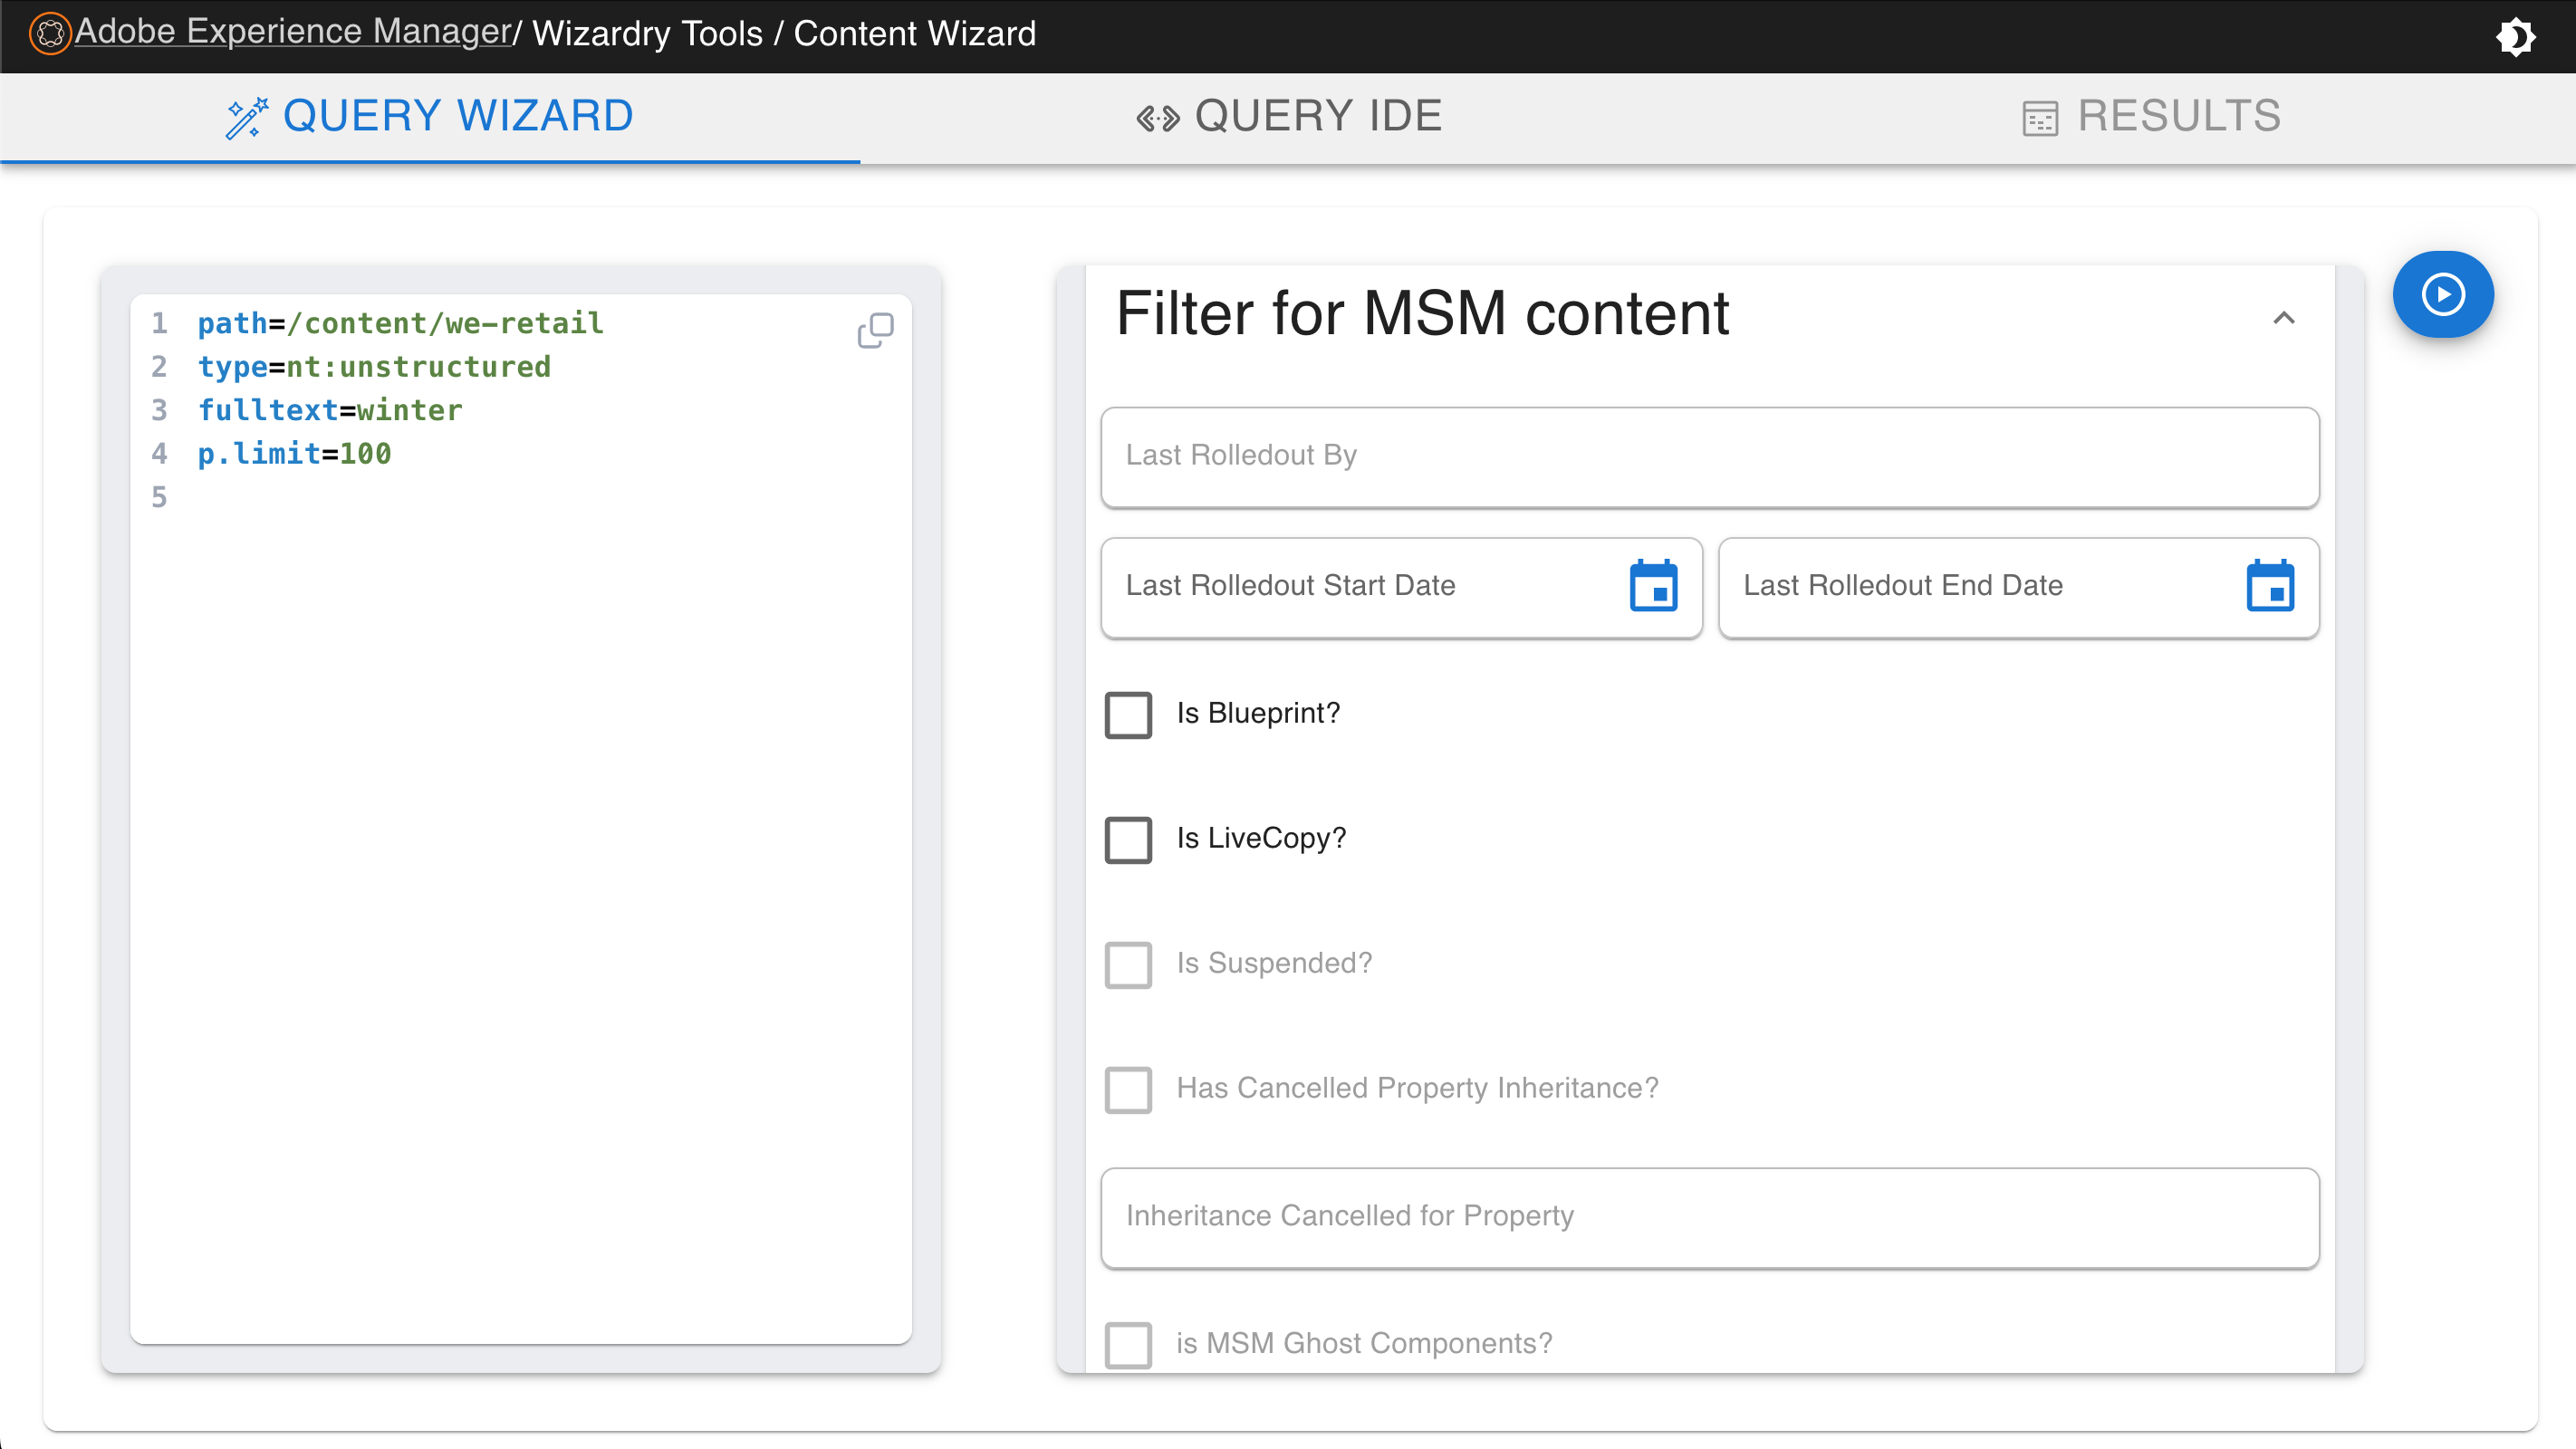 Adobe Experience Manager/ Wizardry Tools / Content Wizard
QUERY WIZARD
QUERY IDE
RESULTS
1 path=/content/we-retail
2 type=nt:unstructured
3 fulltext=winter
4 p.limit=100
5
Filter for MSM content
Last Rolledout By
Last Rolledout Start Date
Last Rolledout End Date
Is Blueprint?
Is LiveCopy?
Is Suspended?
Has Cancelled Property Inheritance?
Inheritance Cancelled for Property
is MSM Ghost Components?